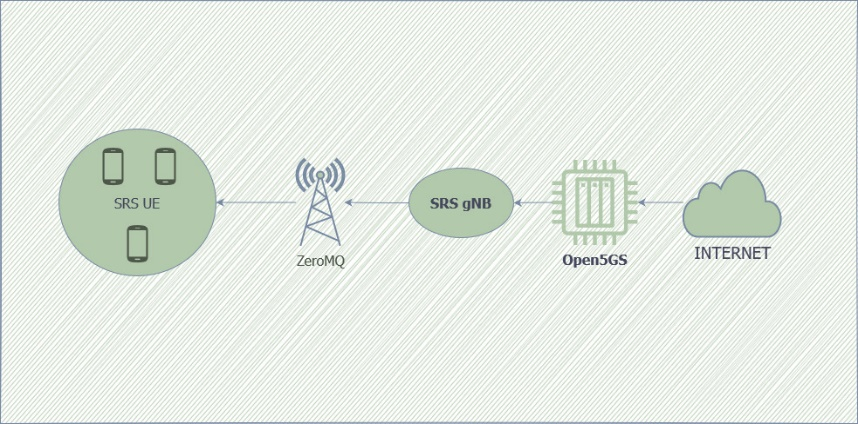 SRS UE
ZeroMQ
SRS gNB
Open5GS
INTERNET